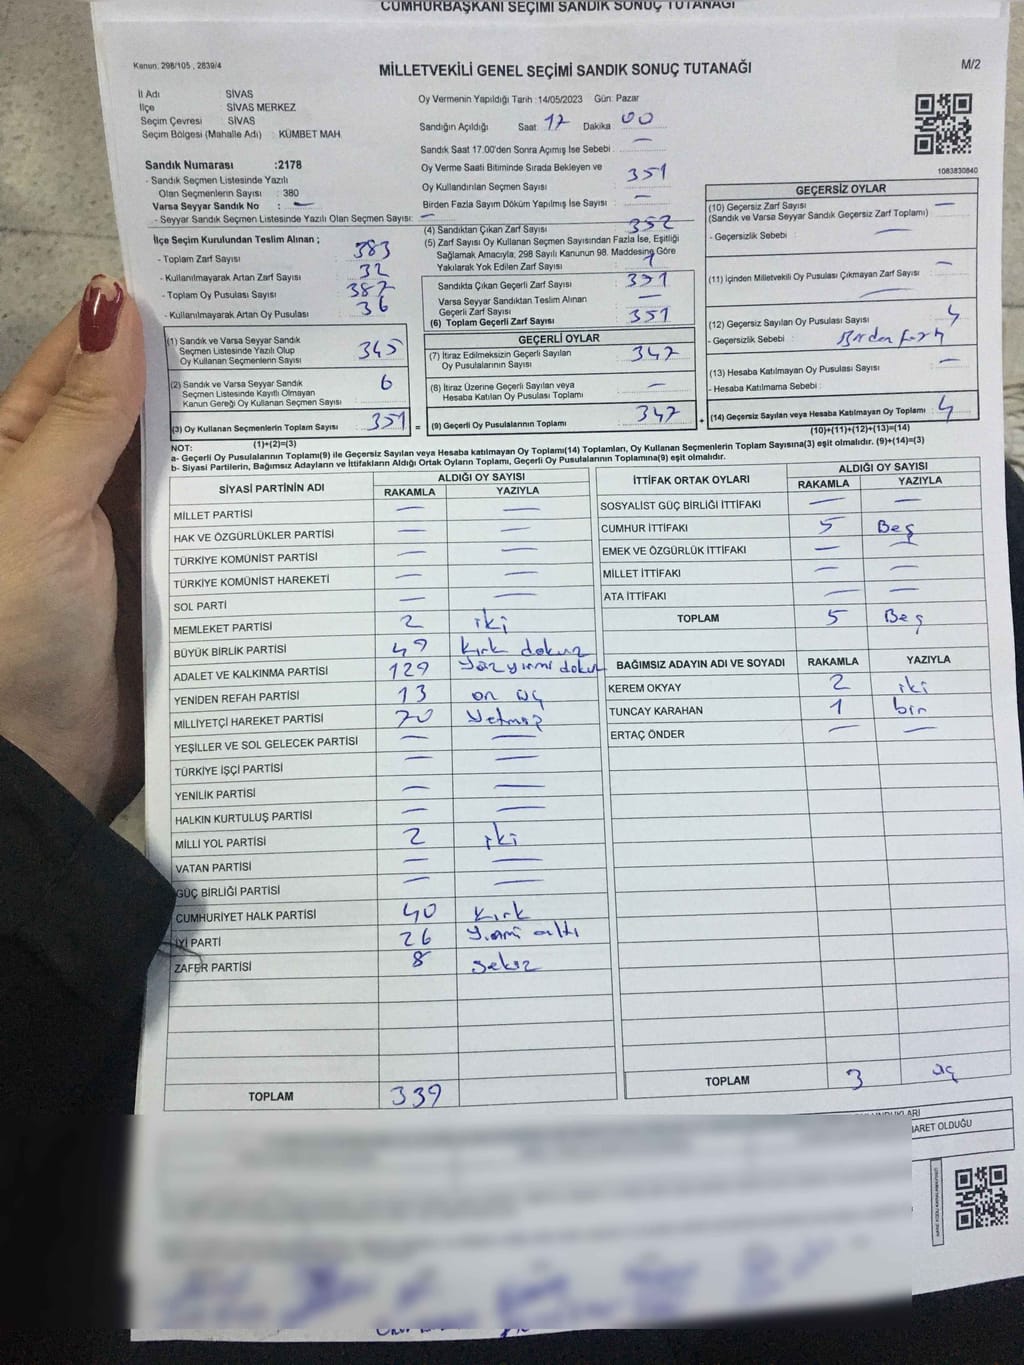 CUMHURBAŞKANI SEÇİMİ SANDIK SONUÇ TUTANAĞI
Kanun: 298/105 , 2839/4
MİLLETVEKİLİ GENEL SEÇİMİ SANDIK SONUÇ TUTANAĞI
M/2
İl Adı SİVAS
İlçe SİVAS MERKEZ
Seçim Çevresi SİVAS
Seçim Bölgesi (Mahalle Adı) : KÜMBET MAH.
Sandık Numarası :2178
- Sandık Seçmen Listesinde Yazılı
Olan Seçmenlerin Sayısı : 380
Varsa Seyyar Sandık No : —
- Seyyar Sandık Seçmen Listesinde Yazılı Olan Seçmen Sayısı: —
Oy Vermenin Yapıldığı Tarih :14/05/2023 Gün: Pazar
Sandığın Açıldığı Saat 17 Dakika 00
Sandık Saat 17.00'den Sonra Açımış İse Sebebi : —
Oy Verme Saati Bitiminde Sırada Bekleyen ve
Oy Kullandırılan Seçmen Sayısı 351
Birden Fazla Sayım Döküm Yapılmış İse Sayısı : —
1083830840
İlçe Seçim Kurulundan Teslim Alınan ;
- Toplam Zarf Sayısı : 383
- Kullanılmayarak Artan Zarf Sayısı : 32
- Toplam Oy Pusulası Sayısı : 387
- Kullanılmayarak Artan Oy Pusulası : 36
(4) Sandıktan Çıkan Zarf Sayısı : 352
(5) Zarf Sayısı Oy Kullanan Seçmen Sayısından Fazla İse, Eşitliği
Sağlamak Amacıyla; 298 Sayılı Kanunun 98. Maddesine Göre
Yakılarak Yok Edilen Zarf Sayısı : 1
Sandıkta Çıkan Geçerli Zarf Sayısı : 351
Varsa Seyyar Sandıktan Teslim Alınan
Geçerli Zarf Sayısı : —
(6) Toplam Geçerli Zarf Sayısı : 351
GEÇERSİZ OYLAR
(10) Geçersiz Zarf Sayısı : —
(Sandık ve Varsa Seyyar Sandık Geçersiz Zarf Toplamı)
- Geçersizlik Sebebi : —
(11) İçinden Milletvekili Oy Pusulası Çıkmayan Zarf Sayısı : —
(12) Geçersiz Sayılan Oy Pusulası Sayısı : 4
- Geçersizlik Sebebi : Birden fazla
(13) Hesaba Katılmayan Oy Pusulası Sayısı : —
- Hesaba Katılmama Sebebi :
(14) Geçersiz Sayılan veya Hesaba Katılmayan Oy Toplamı : 4
(10)+(11)+(12)+(13)=(14)
(1) Sandık ve Varsa Seyyar Sandık
Seçmen Listesinde Yazılı Olup
Oy Kullanan Seçmenlerin Sayısı : 345
(2) Sandık ve Varsa Seyyar Sandık
Seçmen Listesinde Kayıtlı Olmayan
Kanun Gereği Oy Kullanan Seçmen Sayısı : 6
(3) Oy Kullanan Seçmenlerin Toplam Sayısı : 351 =
(1)+(2)=(3)
GEÇERLİ OYLAR
(7) İtiraz Edilmeksizin Geçerli Sayılan
Oy Pusulasının Sayısı : 347
(8) İtiraz Üzerine Geçerli Sayılan veya
Hesaba Katılan Oy Pusulası Toplamı : —
(9) Geçerli Oy Pusulalarının Toplamı : 347 +
NOT:
a- Geçerli Oy Pusulalarının Toplamı(9) ile Geçersiz Sayılan veya Hesaba katılmayan Oy Toplamı(14) Toplamları, Oy Kullanan Seçmenlerin Toplam Sayısına(3) eşit olmalıdır. (9)+(14)=(3)
b- Siyasi Partilerin, Bağımsız Adayların ve İttifakların Aldığı Ortak Oyların Toplamı, Geçerli Oy Pusulalarının Toplamına(9) eşit olmalıdır.
SİYASİ PARTİNİN ADI ALDIĞI OY SAYISI
RAKAMLA YAZIYLA
MİLLET PARTİSİ — —
HAK VE ÖZGÜRLÜKLER PARTİSİ — —
TÜRKİYE KOMÜNİST PARTİSİ — —
TÜRKİYE KOMÜNİST HAREKETİ — —
SOL PARTİ — —
MEMLEKET PARTİSİ 2 iki
BÜYÜK BİRLİK PARTİSİ 49 kırk dokuz
ADALET VE KALKINMA PARTİSİ 129 Yüz yirmi dokuz
YENİDEN REFAH PARTİSİ 13 on üç
MİLLİYETÇİ HAREKET PARTİSİ 70 Yetmiş
YEŞİLLER VE SOL GELECEK PARTİSİ — —
TÜRKİYE İŞÇİ PARTİSİ — —
YENİLİK PARTİSİ — —
HALKIN KURTULUŞ PARTİSİ — —
MİLLİ YOL PARTİSİ 2 iki
VATAN PARTİSİ — —
GÜÇ BİRLİĞİ PARTİSİ — —
CUMHURİYET HALK PARTİSİ 40 Kırk
İYİ PARTİ 26 Yirmi altı
ZAFER PARTİSİ 8 sekiz
TOPLAM 339
İTTİFAK ORTAK OYLARI ALDIĞI OY SAYISI
RAKAMLA YAZIYLA
SOSYALİST GÜÇ BİRLİĞİ İTTİFAKI — —
CUMHUR İTTİFAKI 5 Beş
EMEK VE ÖZGÜRLÜK İTTİFAKI — —
MİLLET İTTİFAKI — —
ATA İTTİFAKI — —
TOPLAM 5 Beş
BAĞIMSIZ ADAYIN ADI VE SOYADI RAKAMLA YAZIYLA
KEREM OKYAY 2 iki
TUNCAY KARAHAN 1 bir
ERTAÇ ÖNDER — —
TOPLAM 3 üç
OLDUĞU